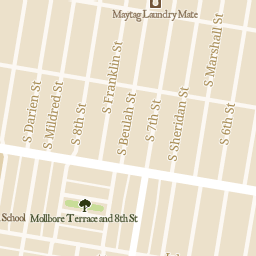 Maytag Laundry Mate
S Darien St
S Mildred St
S 8th St
S Franklin St
S Beulah St
S 7th St
S Sheridan St
S Marshall St
S 6th St
School
Mollbore Terrace and 8th St